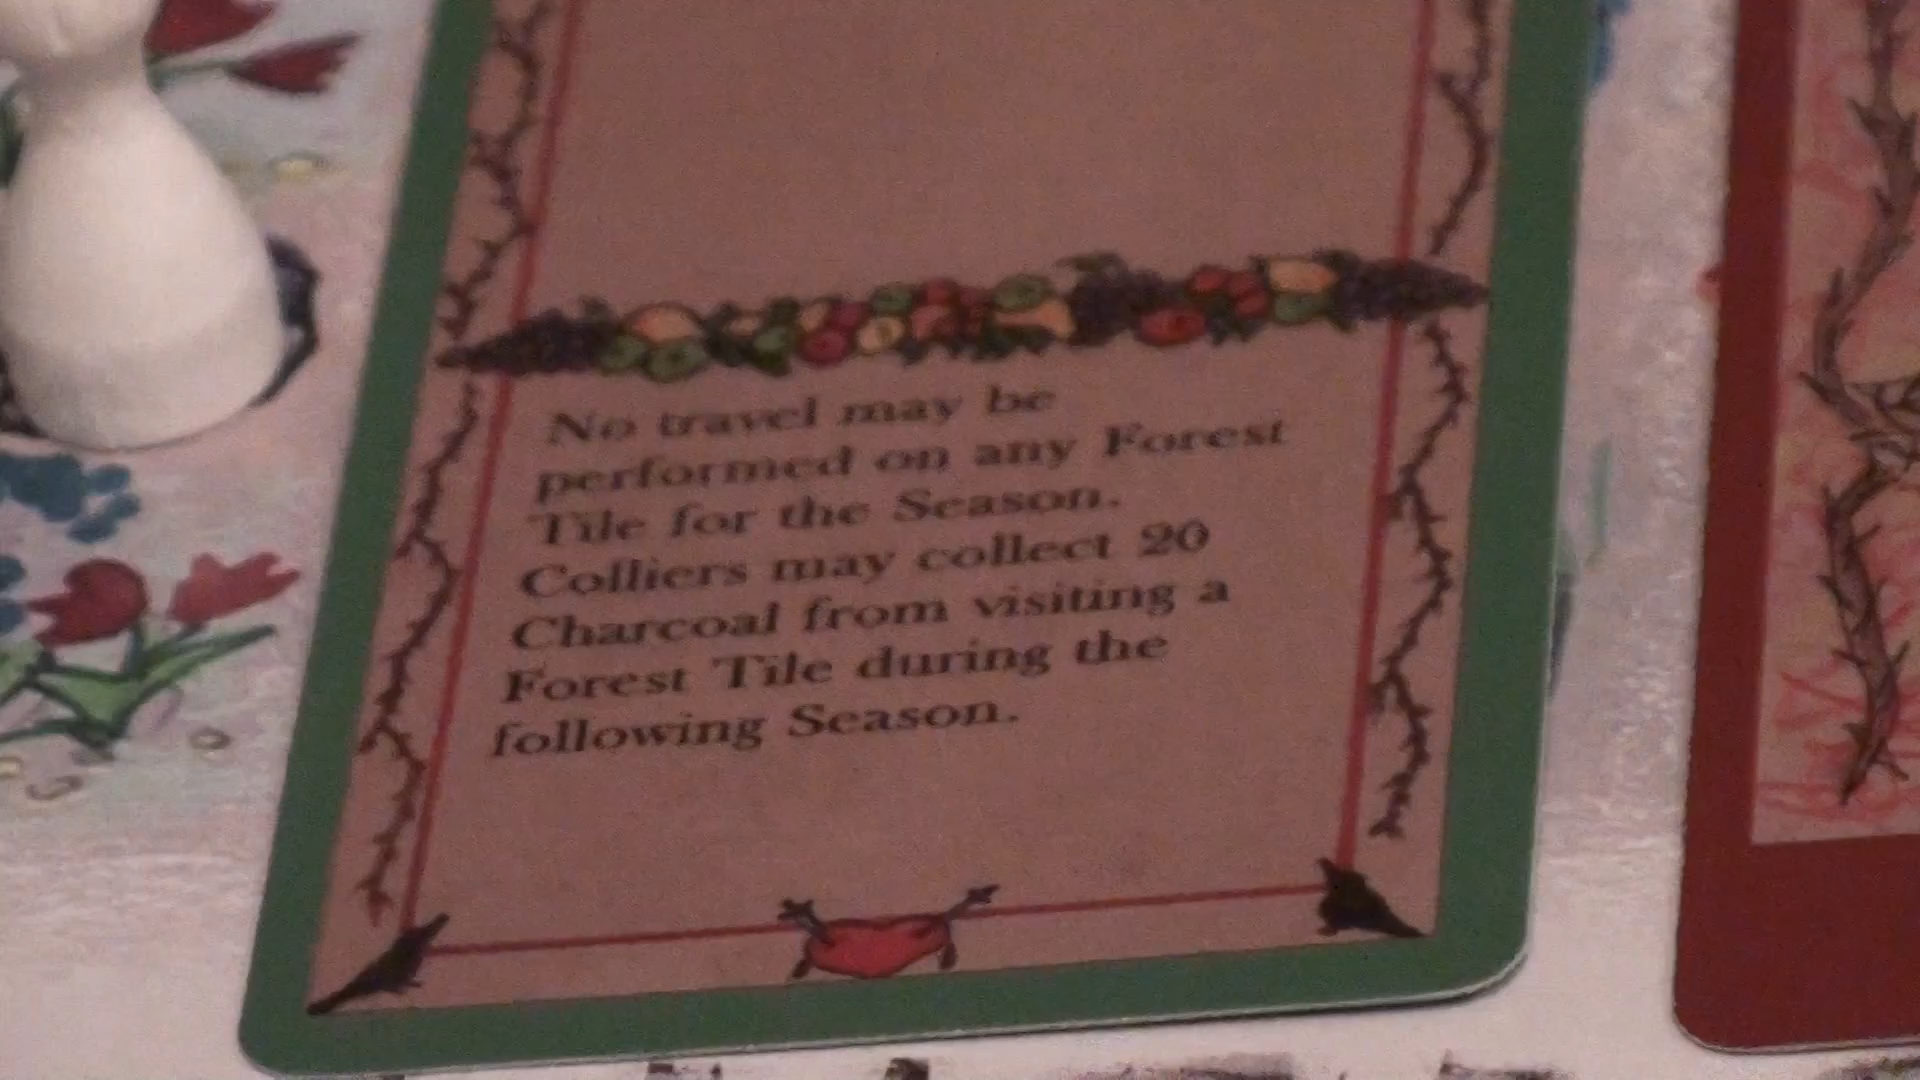 No travel may be
performed on any Forest
Tile for the Season.
Colliers may collect 20
Charcoal from visiting a
Forest Tile during the
following Season.